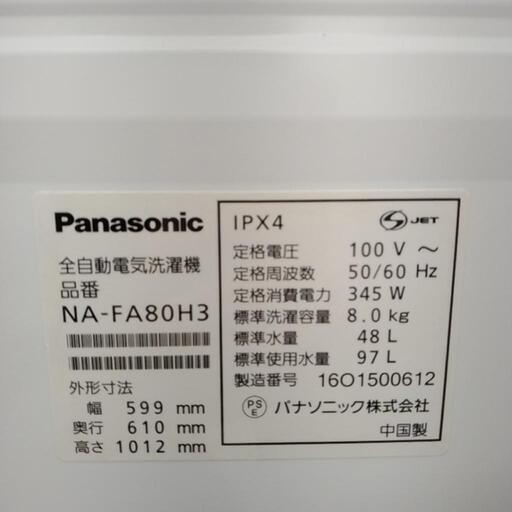 Panasonic
全自動電気洗濯機
品番
NA-FA80H3
外形寸法
幅 599 mm
奥行 610 mm
高さ 1012 mm
IPX4 S JET
定格電圧 100 V ～
定格周波数 50/60 Hz
定格消費電力 345 W
標準洗濯容量 8.0 kg
標準水量 48 L
標準使用水量 97 L
製造番号 16O1500612
PSE パナソニック株式会社
中国製